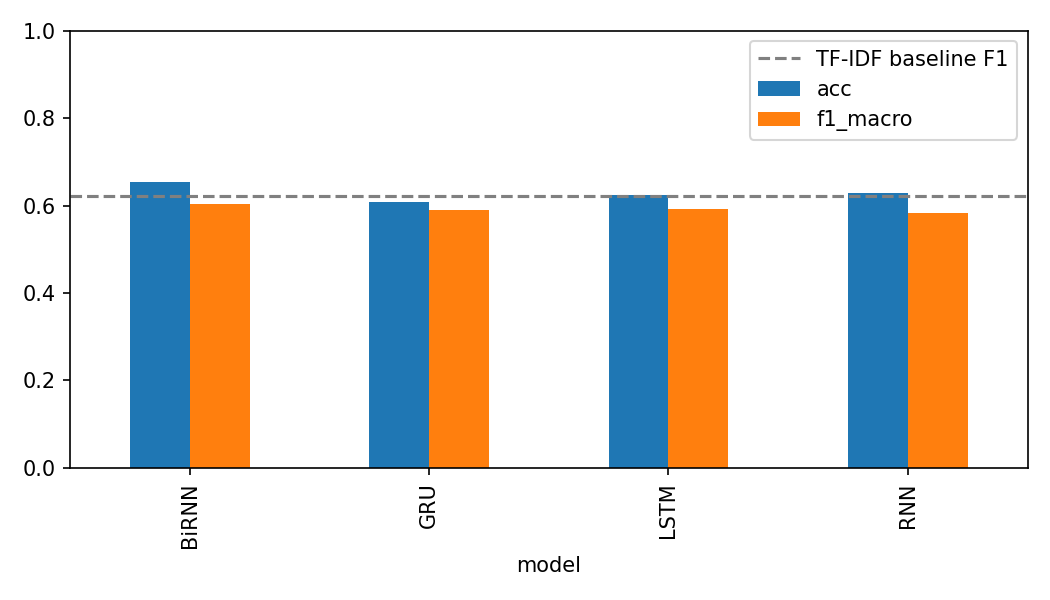 1.0
0.8
0.6
0.4
0.2
0.0
TF-IDF baseline F1
acc
f1_macro
BiRNN
GRU
LSTM
RNN
model